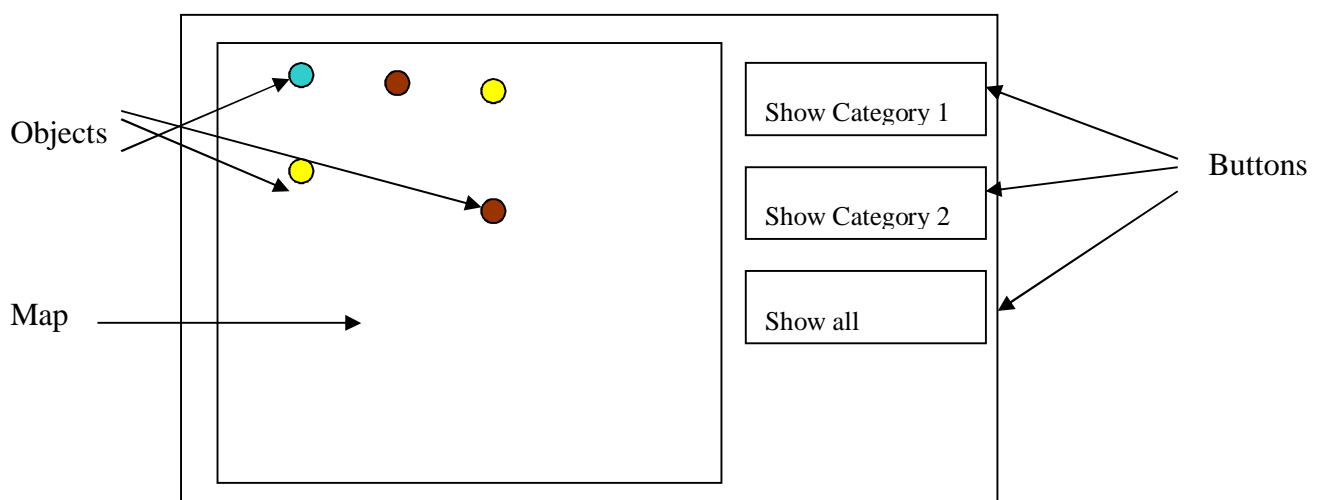 Objects
Map
Show Category 1
Show Category 2
Show all
Buttons